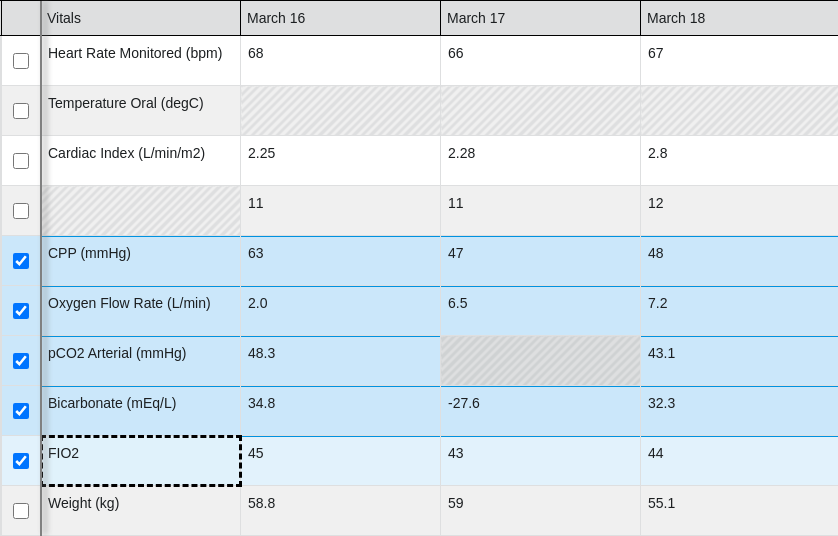 Vitals March 16 March 17 March 18
Heart Rate Monitored (bpm) 68 66 67
Temperature Oral (degC)
Cardiac Index (L/min/m2) 2.25 2.28 2.8
11 11 12
CPP (mmHg) 63 47 48
Oxygen Flow Rate (L/min) 2.0 6.5 7.2
pCO2 Arterial (mmHg) 48.3 43.1
Bicarbonate (mEq/L) 34.8 -27.6 32.3
FIO2 45 43 44
Weight (kg) 58.8 59 55.1